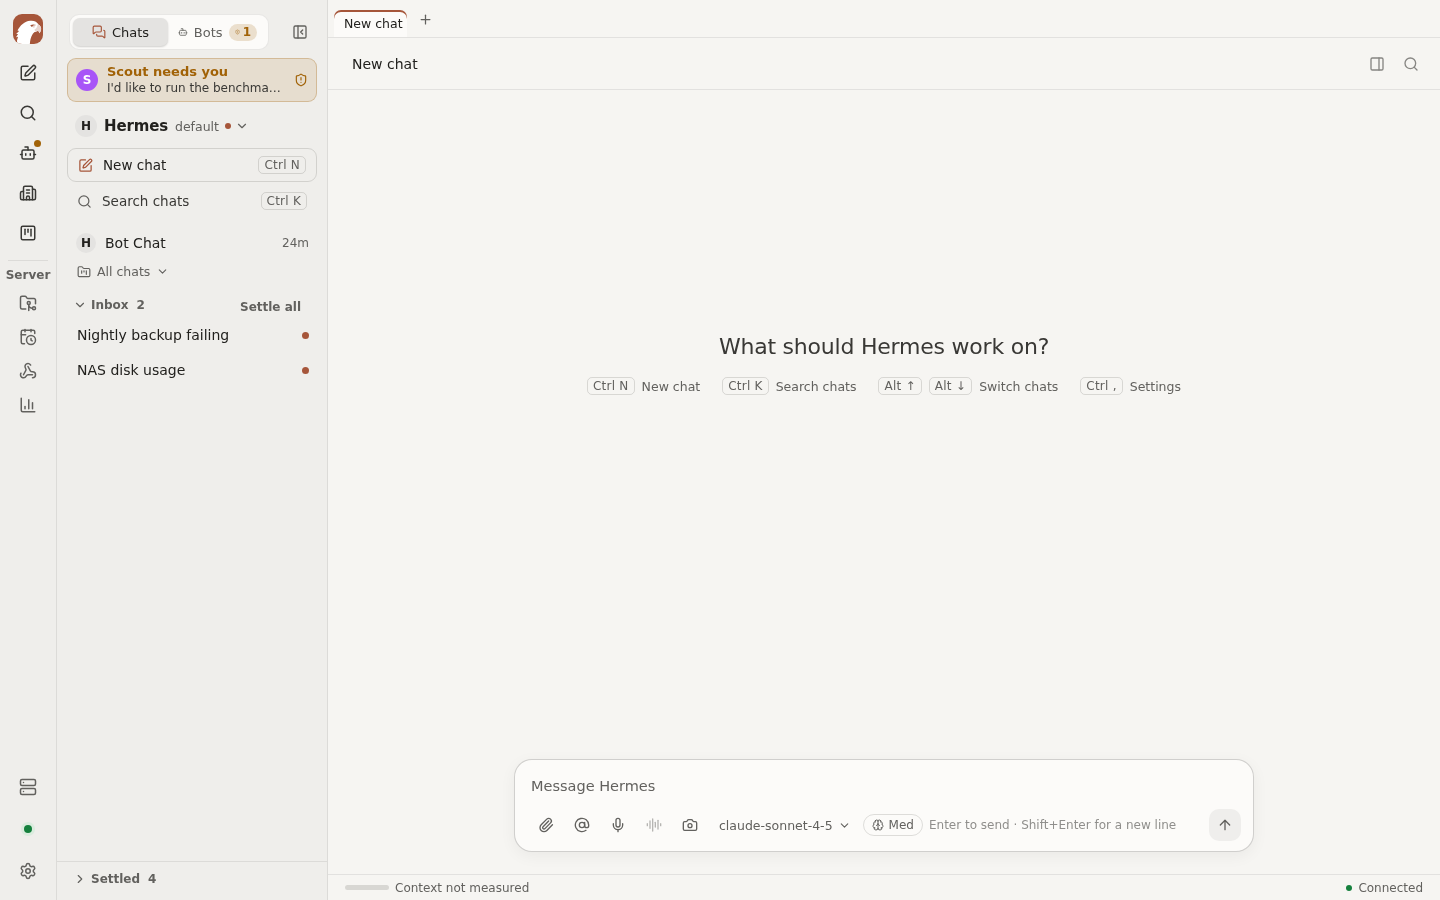 Chats
Bots 1
Scout needs you
I'd like to run the benchma...
S
H Hermes default
New chat Ctrl N
Search chats Ctrl K
H Bot Chat 24m
All chats
Inbox 2 Settle all
Nightly backup failing
NAS disk usage
Settled 4
Server
New chat
New chat
What should Hermes work on?
Ctrl N New chat Ctrl K Search chats Alt ↑ Alt ↓ Switch chats Ctrl , Settings
Message Hermes
claude-sonnet-4-5 Med Enter to send · Shift+Enter for a new line
Context not measured Connected